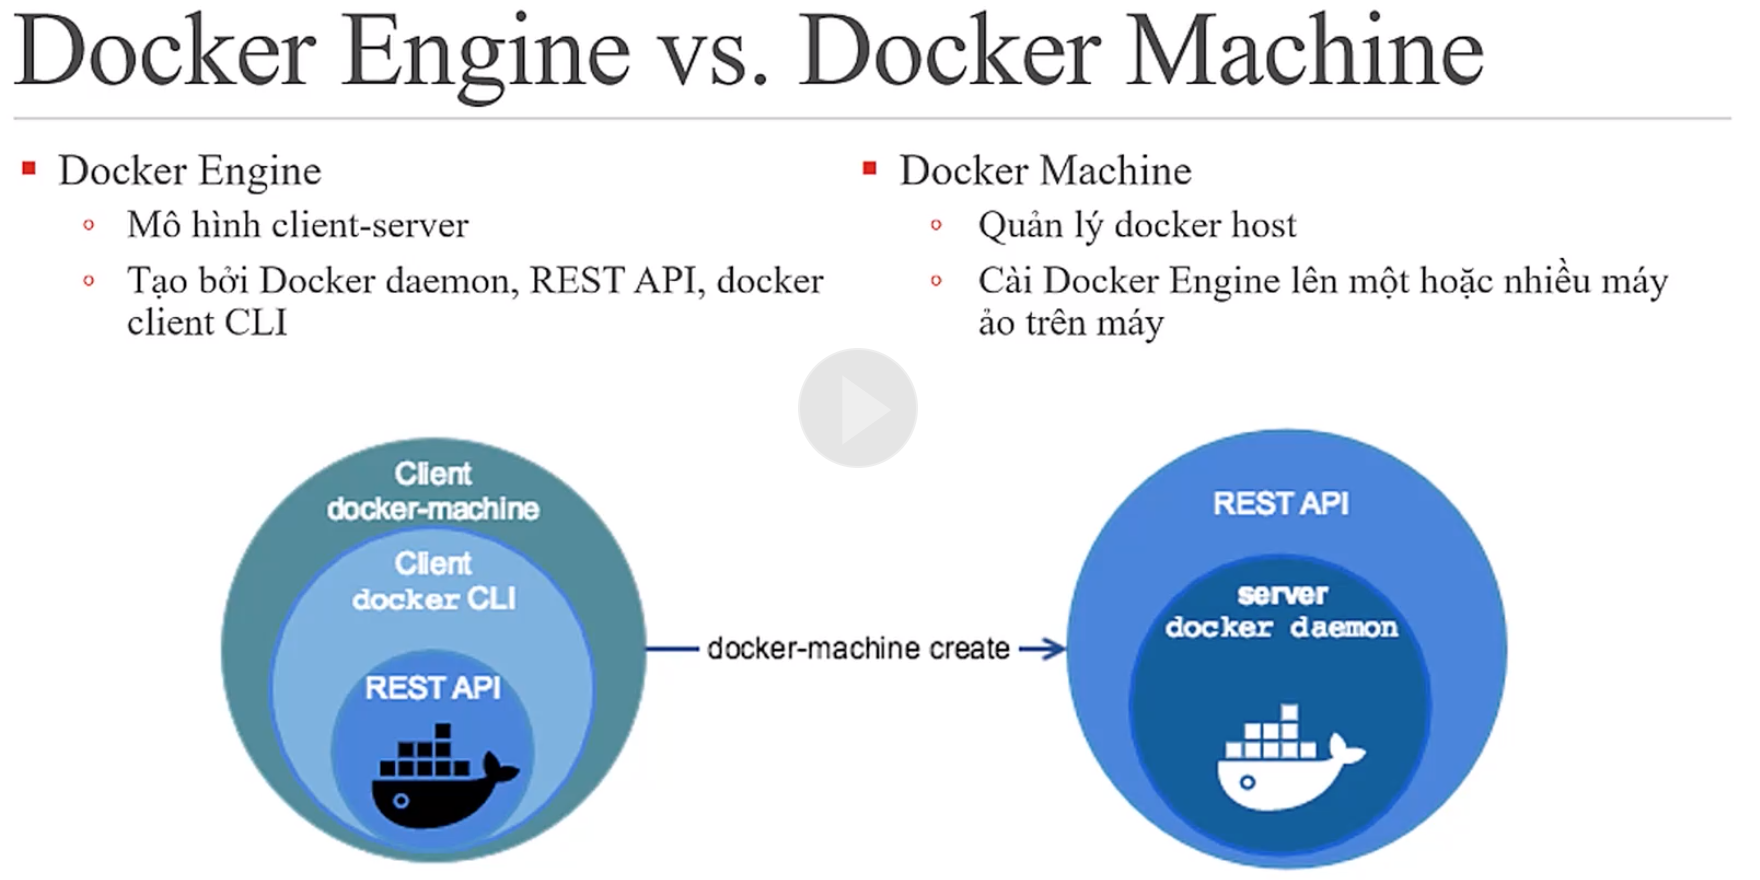 Docker Engine vs. Docker Machine
Docker Engine
Mô hình client-server
Tạo bởi Docker daemon, REST API, docker
client CLI
Docker Machine
Quản lý docker host
Cài Docker Engine lên một hoặc nhiều máy
ảo trên máy
Client
docker-machine
Client
docker CLI
REST API
docker-machine create
REST API
server
docker daemon